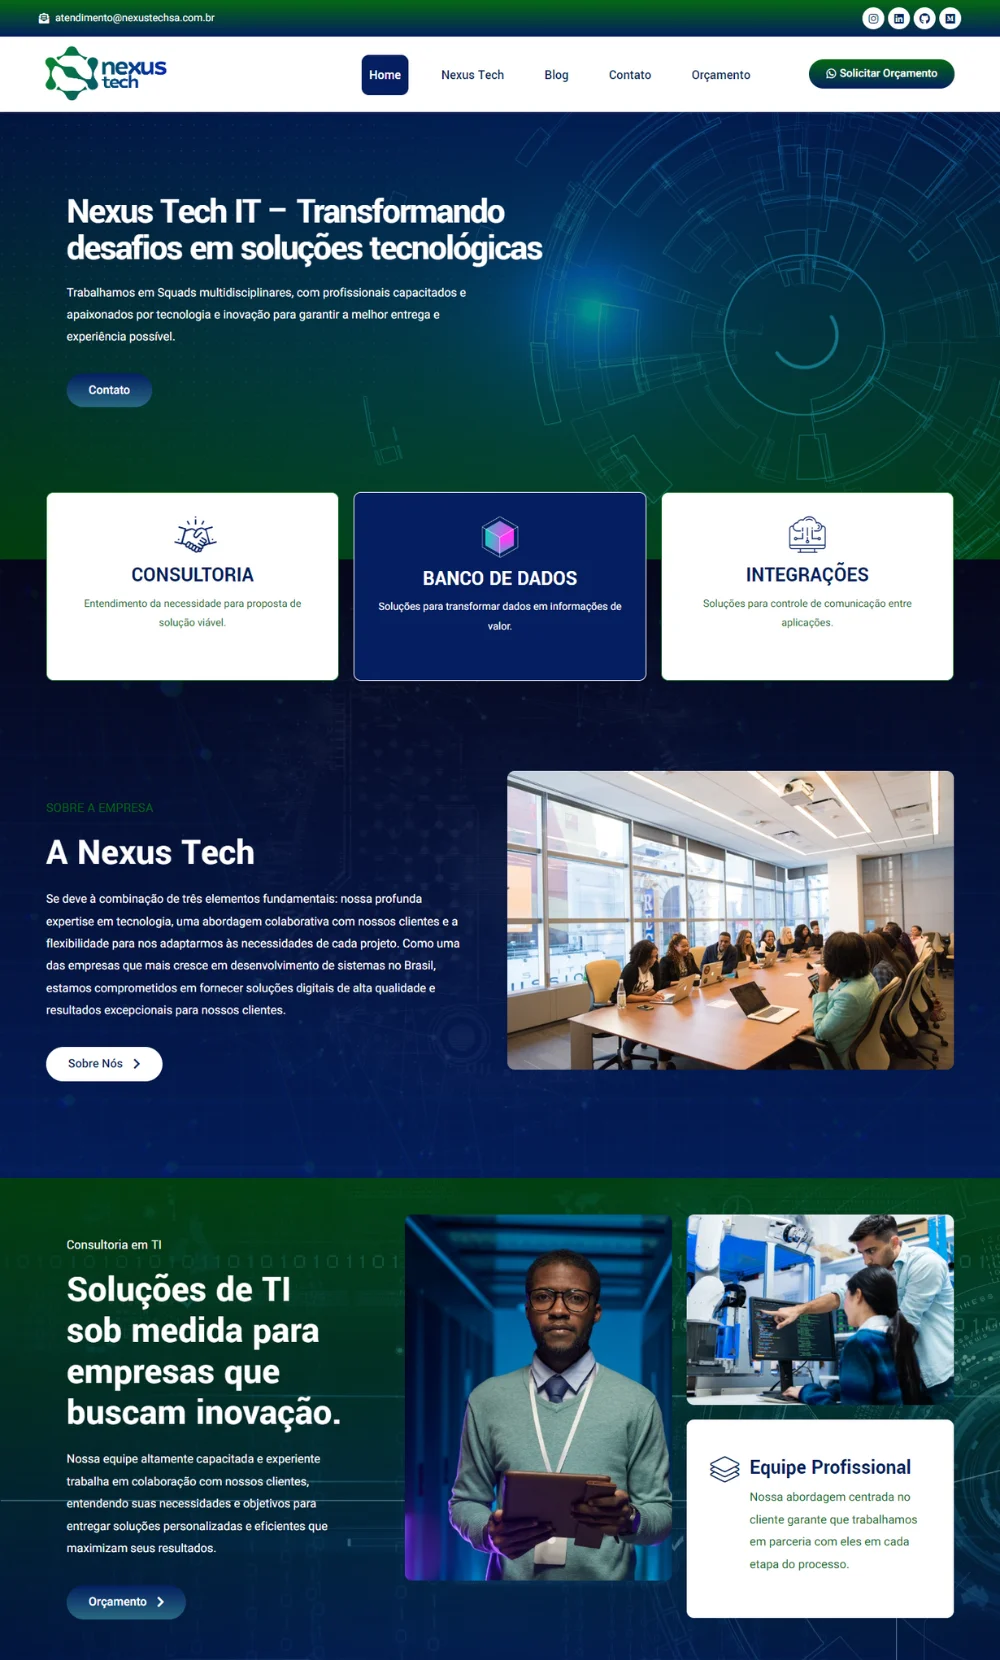 atendimento@nexustechsa.com.br
nexus
tech
Home
Nexus Tech
Blog
Contato
Orçamento
Solicitar Orçamento
Nexus Tech IT – Transformando
desafios em soluções tecnológicas
Trabalhamos em Squads multidisciplinares, com profissionais capacitados e
apaixonados por tecnologia e inovação para garantir a melhor entrega e
experiência possível.
Contato
CONSULTORIA
Entendimento da necessidade para proposta de
solução viável.
BANCO DE DADOS
Soluções para transformar dados em informações de
valor.
INTEGRAÇÕES
Soluções para controle de comunicação entre
aplicações.
SOBRE A EMPRESA
A Nexus Tech
Se deve à combinação de três elementos fundamentais: nossa profunda
expertise em tecnologia, uma abordagem colaborativa com nossos clientes e a
flexibilidade para nos adaptarmos às necessidades de cada projeto. Como uma
das empresas que mais cresce em desenvolvimento de sistemas no Brasil,
estamos comprometidos em fornecer soluções digitais de alta qualidade e
resultados excepcionais para nossos clientes.
Sobre Nós
Consultoria em TI
Soluções de TI
sob medida para
empresas que
buscam inovação.
Nossa equipe altamente capacitada e experiente
trabalha em colaboração com nossos clientes,
entendendo suas necessidades e objetivos para
entregar soluções personalizadas e eficientes que
maximizam seus resultados.
Orçamento
Equipe Profissional
Nossa abordagem centrada no
cliente garante que trabalhamos
em parceria com eles em cada
etapa do processo.